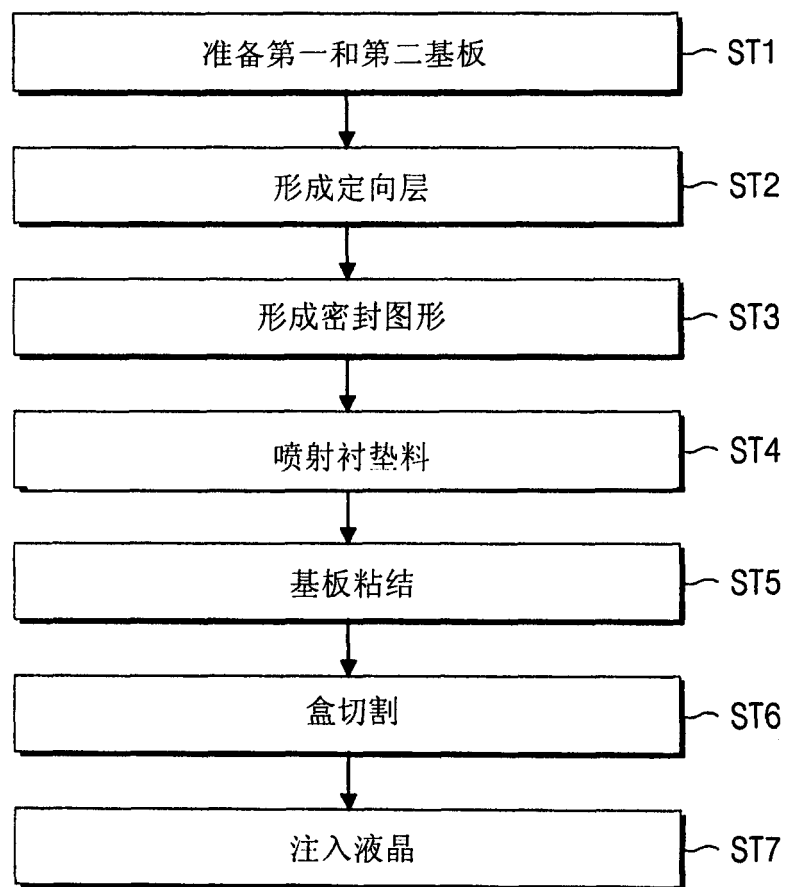 准备第一和第二基板 ST1
形成定向层 ST2
形成密封图形 ST3
喷射衬垫料 ST4
基板粘结 ST5
盒切割 ST6
注入液晶 ST7